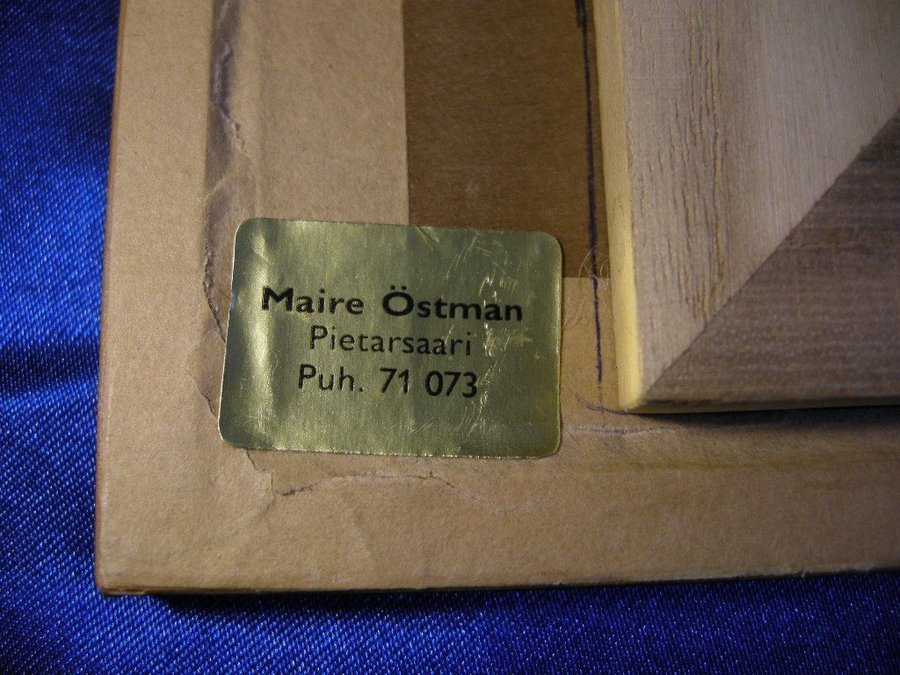 Maire Östman
Pietarsaari
Puh. 71 073